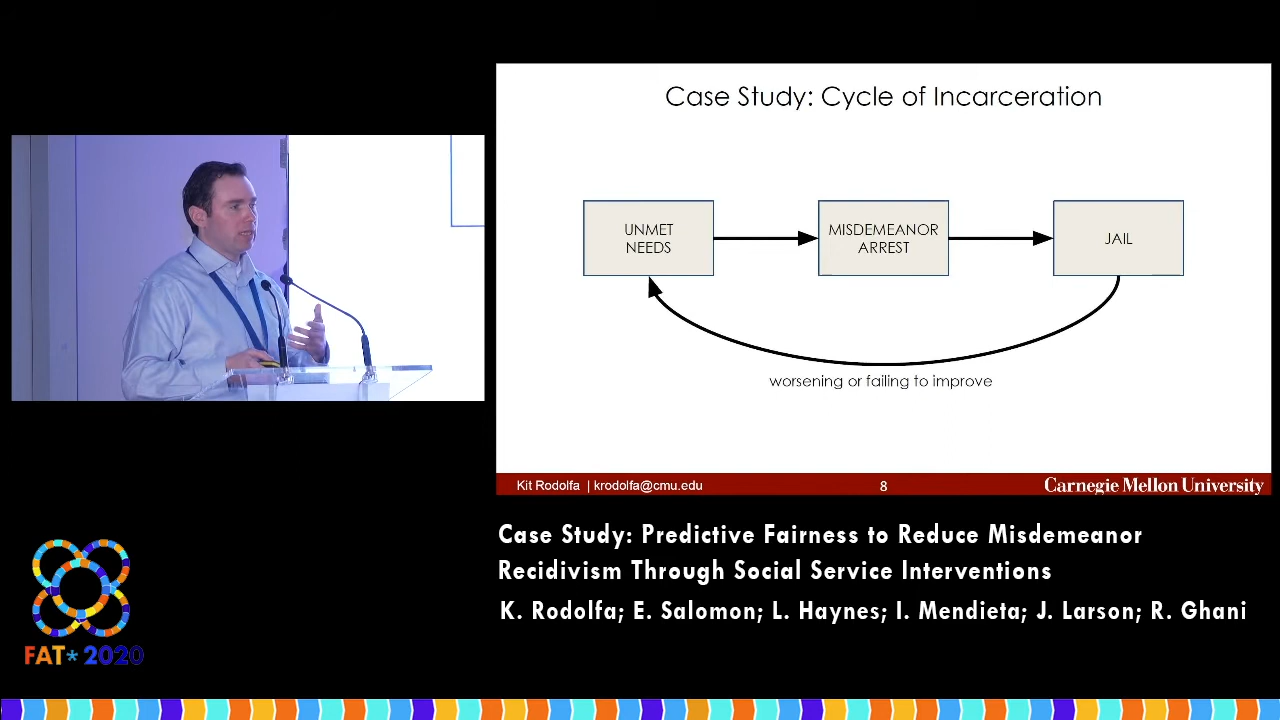 Case Study: Cycle of Incarceration
UNMET
NEEDS
MISDEMEANOR
ARREST
JAIL
worsening or failing to improve
Kit Rodolfa | krodolfa@cmu.edu
8
Carnegie Mellon University
Case Study: Predictive Fairness to Reduce Misdemeanor
Recidivism Through Social Service Interventions
K. Rodolfa; E. Salomon; L. Haynes; I. Mendieta; J. Larson; R. Ghani
FAT* 2020